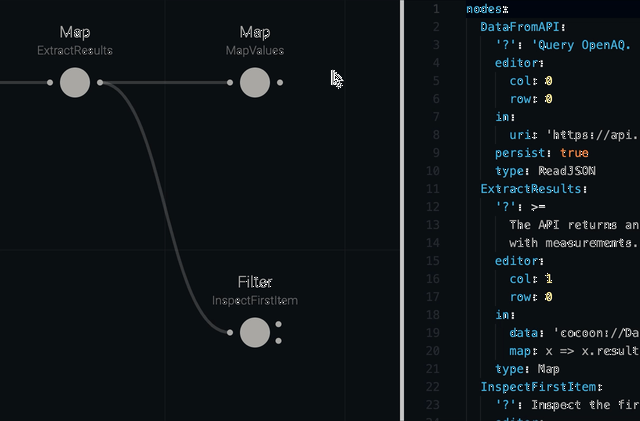 Map
ExtractResults
Map
MapValues
Filter
InspectFirstItem
1 nodes:
2 DataFromAPI:
3 '?': 'Query OpenAQ.
4 editor:
5 col: 0
6 row: 0
7 in:
8 uri: 'https://api.
9 persist: true
10 type: ReadJSON
11 ExtractResults:
12 '?': >=
13 The API returns an
14 with measurements.
15 editor:
16 col: 1
17 row: 0
18 in:
19 data: 'cocoon://Da
20 map: x => x.result
21 type: Map
22 InspectFirstItem:
23 '?': Inspect the fir